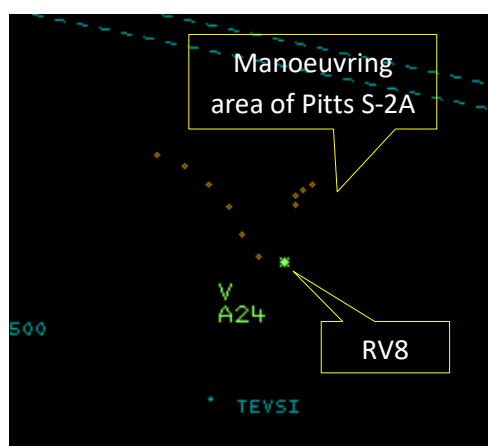 Manoeuvring
area of Pitts S-2A
V
A24
500
RV8
TEVSI